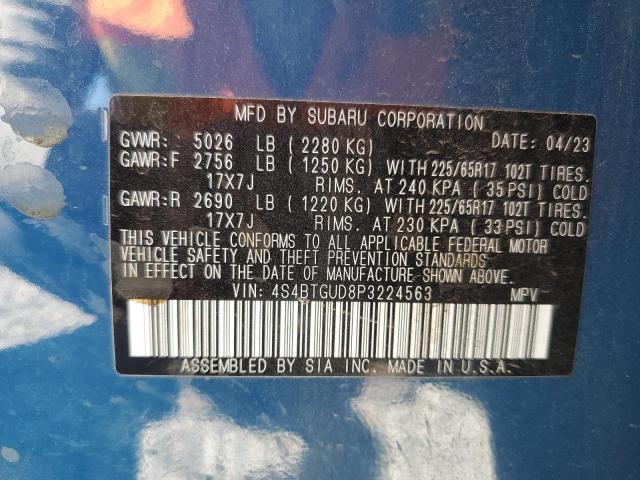 MFD BY SUBARU CORPORATION
GVWR: 5026 LB (2280 KG) DATE: 04/23
GAWR:F 2756 LB (1250 KG) WITH 225/65R17 102T TIRES.
17X7J RIMS. AT 240 KPA (35 PSI) COLD
GAWR:R 2690 LB (1220 KG) WITH 225/65R17 102T TIRES.
17X7J RIMS. AT 230 KPA (33 PSI) COLD
THIS VEHICLE CONFORMS TO ALL APPLICABLE FEDERAL MOTOR
VEHICLE SAFETY AND THEFT PREVENTION STANDARDS
IN EFFECT ON THE DATE OF MANUFACTURE SHOWN ABOVE.
VIN: 4S4BTGUD8P3224563 MPV
ASSEMBLED BY SIA INC. MADE IN U.S.A.